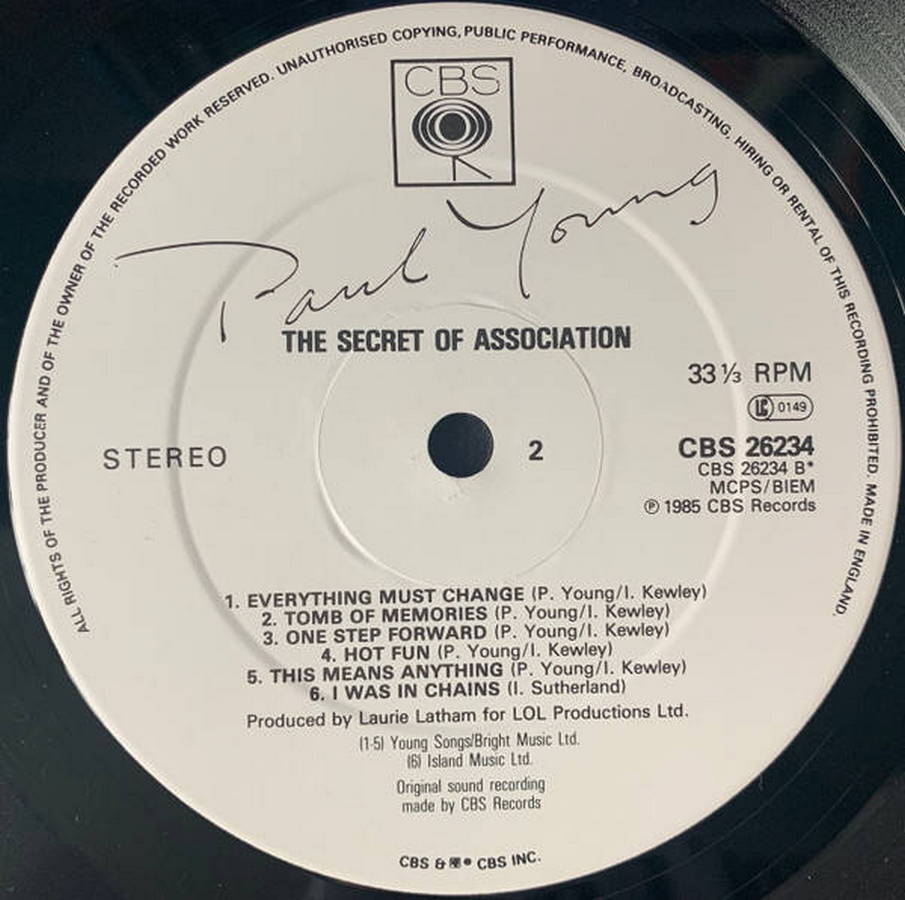 ALL RIGHTS OF THE PRODUCER AND OF THE OWNER OF THE RECORDED WORK RESERVED. UNAUTHORISED COPYING, PUBLIC PERFORMANCE, BROADCASTING, HIRING OR RENTAL OF THIS RECORDING PROHIBITED. MADE IN ENGLAND.
CBS
Paul Young
THE SECRET OF ASSOCIATION
33⅓ RPM
LC 0149
STEREO
2
CBS 26234
CBS 26234 B*
MCPS/BIEM
℗ 1985 CBS Records
1. EVERYTHING MUST CHANGE (P. Young/I. Kewley)
2. TOMB OF MEMORIES (P. Young/I. Kewley)
3. ONE STEP FORWARD (P. Young/I. Kewley)
4. HOT FUN (P. Young/I. Kewley)
5. THIS MEANS ANYTHING (P. Young/I. Kewley)
6. I WAS IN CHAINS (I. Sutherland)
Produced by Laurie Latham for LOL Productions Ltd.
(1-5) Young Songs/Bright Music Ltd.
(6) Island Music Ltd.
Original sound recording
made by CBS Records
CBS & CBS INC.